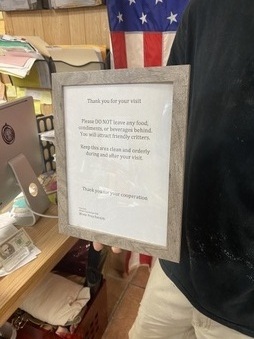 Thank you for your visit
Please DO NOT leave any food,
condiments, or beverages behind.
You will attract friendly critters.
Keep this area clean and orderly
during and after your visit.
Thank you for your cooperation.